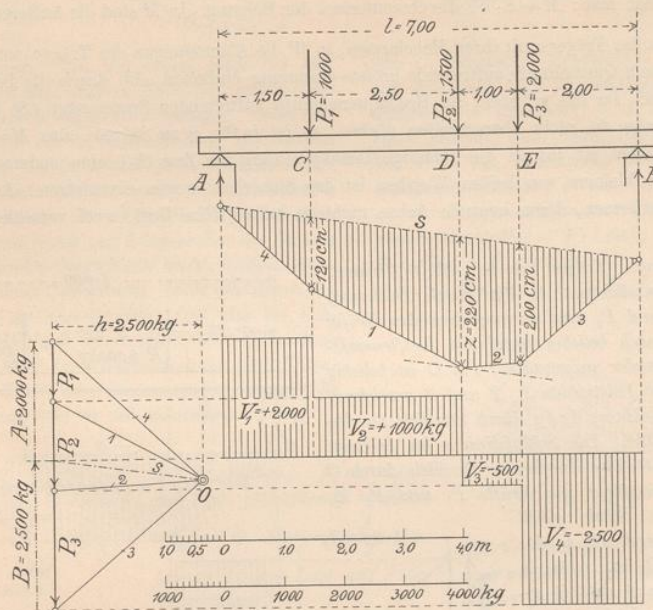 l = 7,00
1,50
P₁ = 1000
2,50
P₂ = 1500
1,00
P₃ = 2000
2,00
A
C
D
E
B
S
4
120 cm
1
z = 220 cm
2
200 cm
3
h = 2500 kg
A = 2000 kg
B = 2500 kg
P₁
P₂
P₃
4
1
S
2
3
O
V₁ = + 2000
V₂ = + 1000 kg
V₃ = - 500
V₄ = - 2500
1,0 0,5 0 1.0 2,0 3,0 4,0 m
1000 0 1000 2000 3000 4000 kg